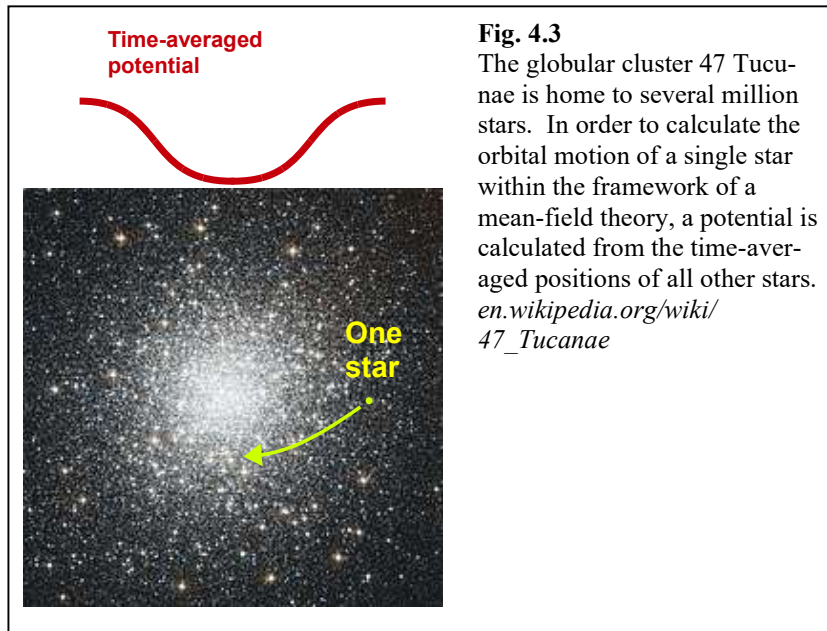 Time-averaged
potential
One
star
Fig. 4.3
The globular cluster 47 Tucu-
nae is home to several million
stars.  In order to calculate the
orbital motion of a single star
within the framework of a
mean-field theory, a potential is
calculated from the time-aver-
aged positions of all other stars.
en.wikipedia.org/wiki/
47_Tucanae